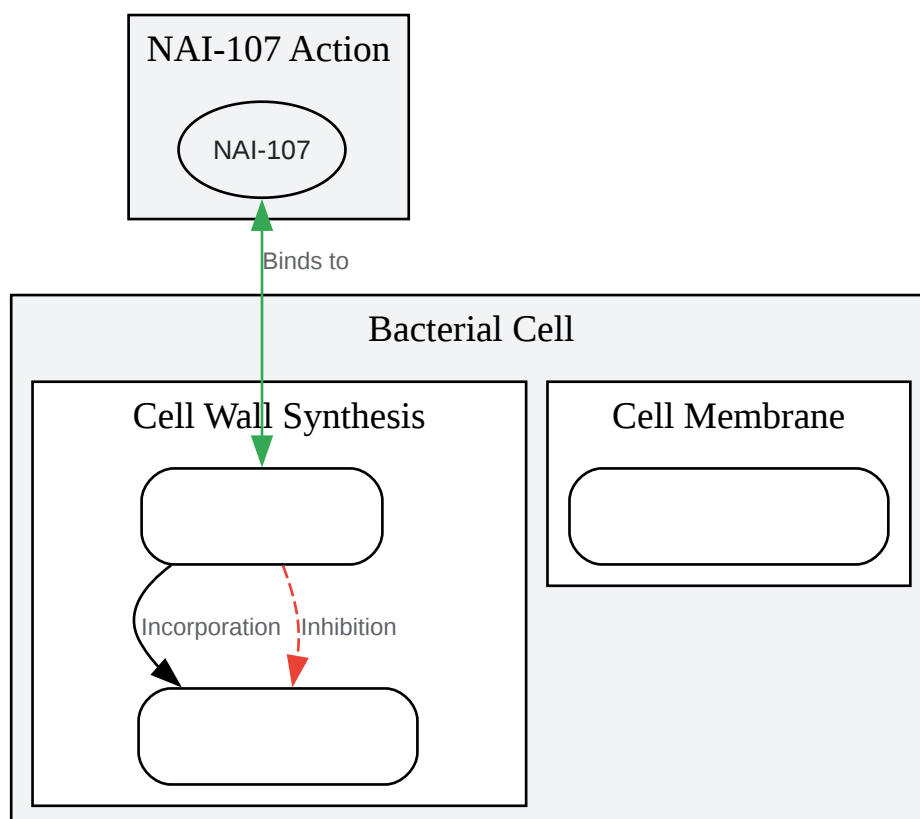 NAI-107 Action
NAI-107
Binds to
Bacterial Cell
Cell Wall Synthesis
Cell Membrane
Incorporation
Inhibition